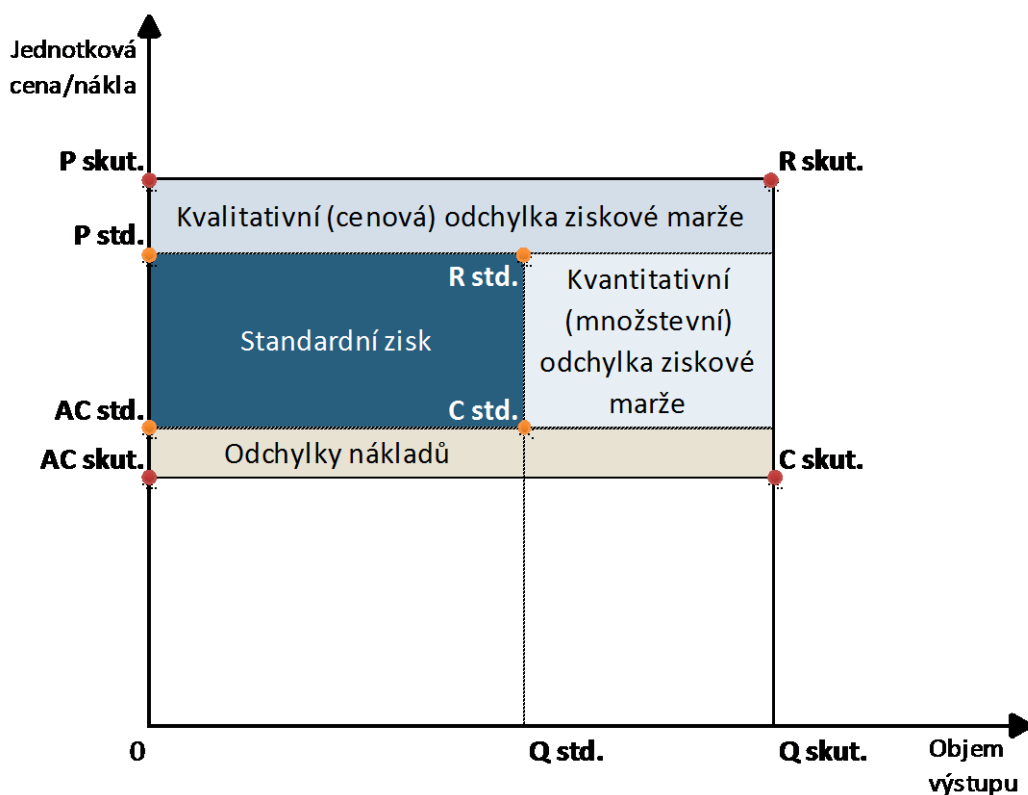 Jednotková
cena/nákla
P skut.
R skut.
Kvalitativní (cenová) odchylka ziskové marže
P std.
R std.
Kvantitativní
(množstevní)
odchylka ziskové
marže
Standardní zisk
AC std.
C std.
Odchylky nákladů
AC skut.
C skut.
0
Q std.
Q skut.
Objem
výstupu